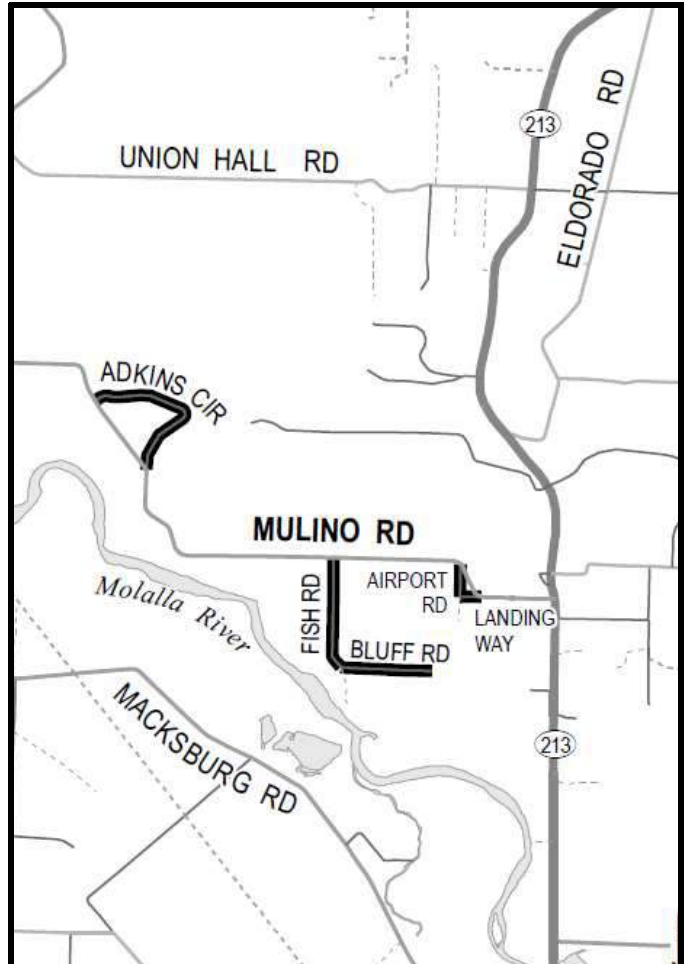 213
ELDORADO RD
UNION HALL RD
ADKINS CIR
MULINO RD
AIRPORT
RD
FISH RD
LANDING
WAY
Molalla River
BLUFF RD
MACKSBURG RD
213